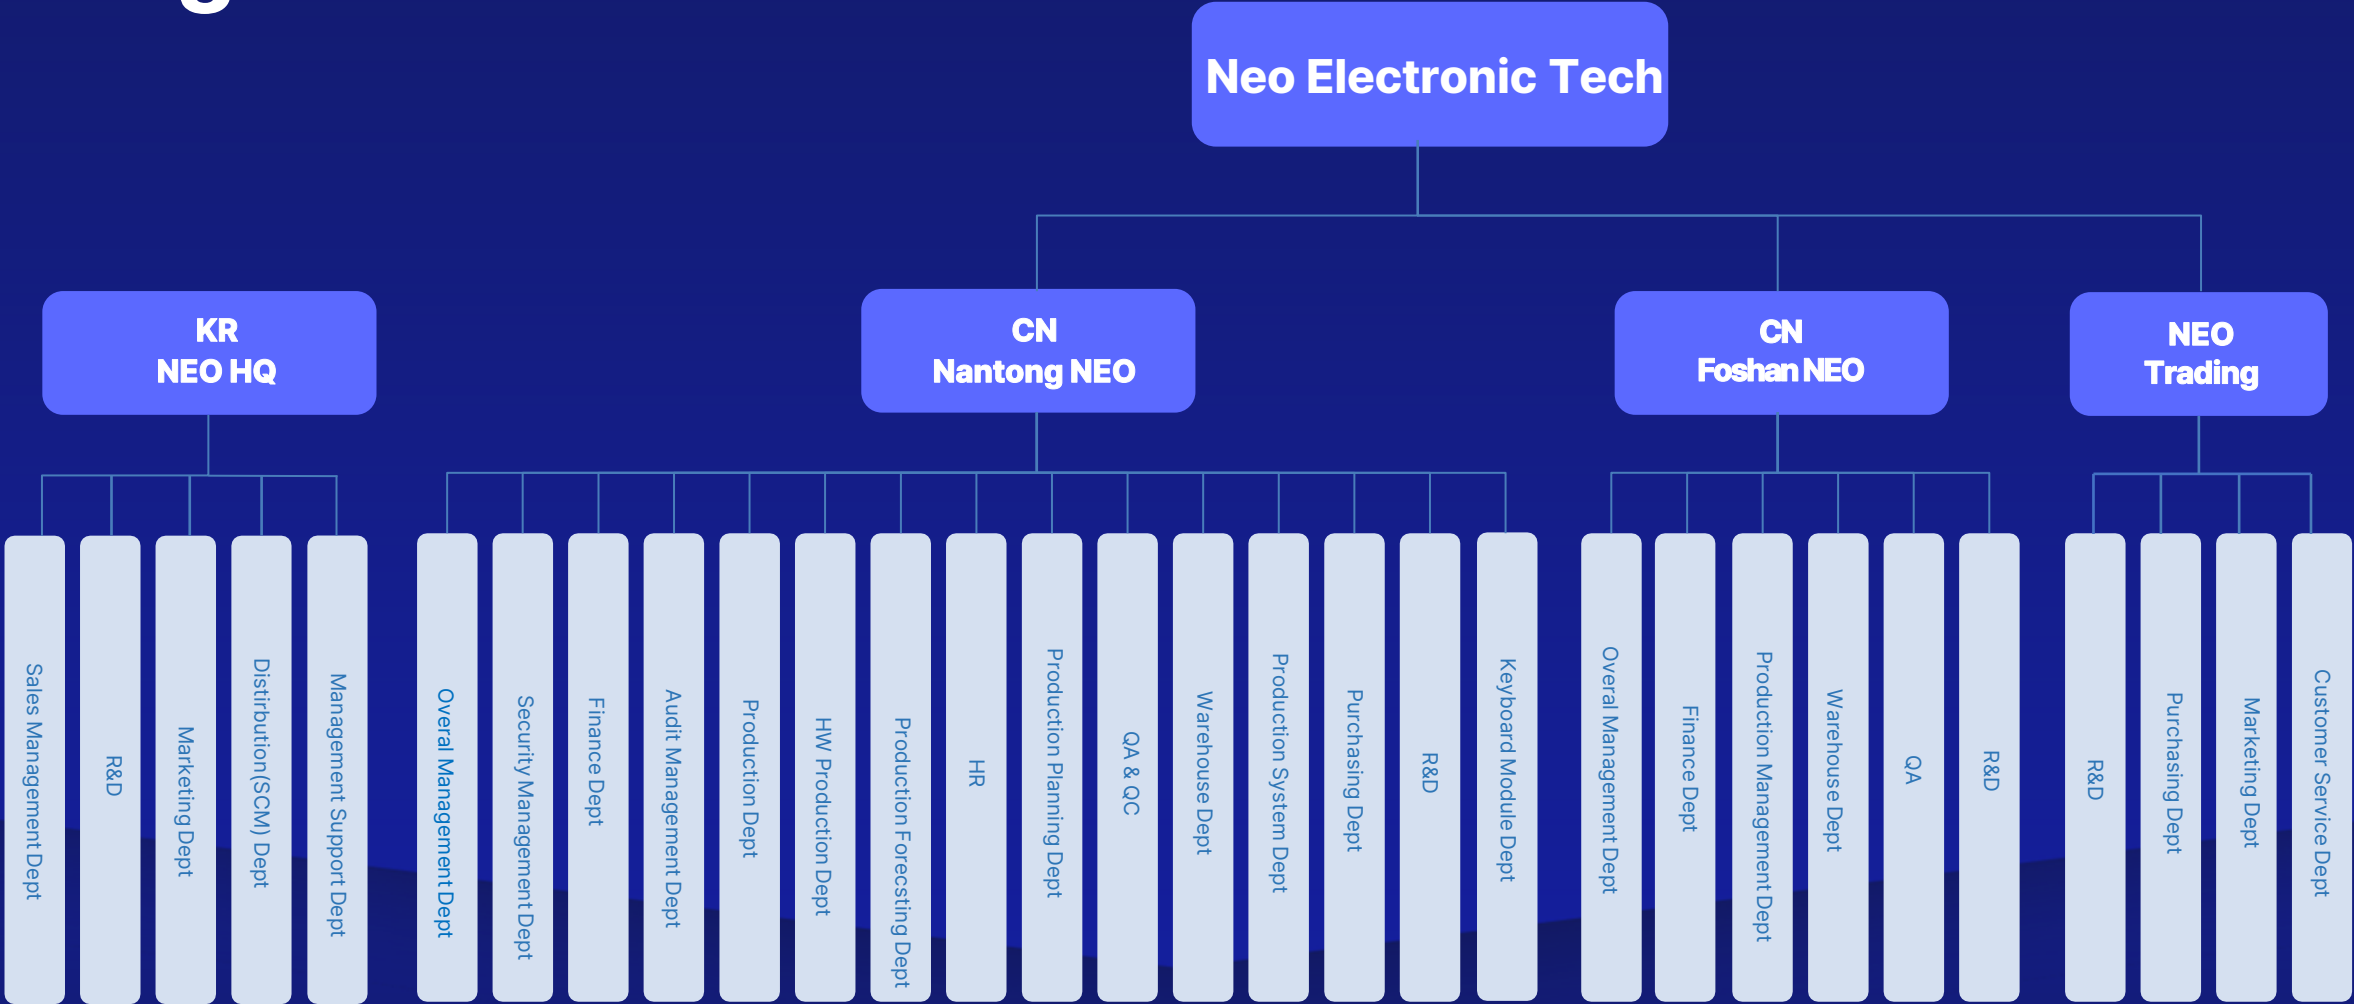 g
Neo Electronic Tech
KR
NEO HQ
CN
Nantong NEO
CN
Foshan NEO
NEO
Trading
Sales Management Dept
R&D
Marketing Dept
Distirbution(SCM) Dept
Management Support Dept
Overal Management Dept
Security Management Dept
Finance Dept
Audit Management Dept
Production Dept
HW Production Dept
Production Forecsting Dept
HR
Production Planning Dept
QA & QC
Warehouse Dept
Production System Dept
Purchasing Dept
R&D
Keyboard Module Dept
Overal Management Dept
Finance Dept
Production Management Dept
Warehouse Dept
QA
R&D
R&D
Purchasing Dept
Marketing Dept
Customer Service Dept